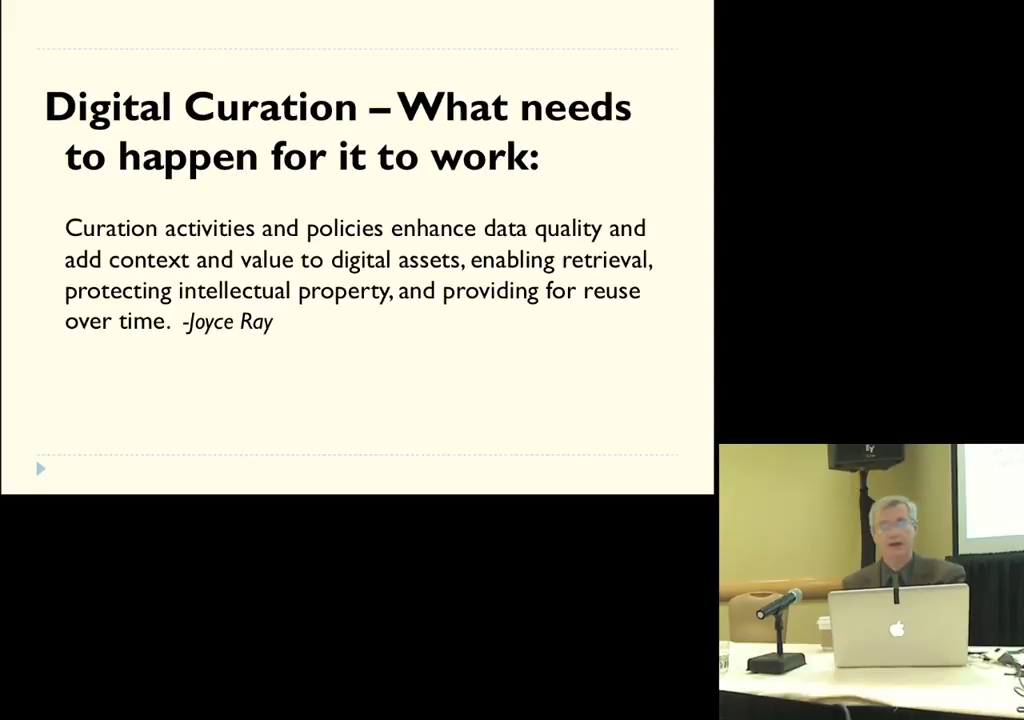 Digital Curation – What needs
to happen for it to work:
Curation activities and policies enhance data quality and
add context and value to digital assets, enabling retrieval,
protecting intellectual property, and providing for reuse
over time. -Joyce Ray